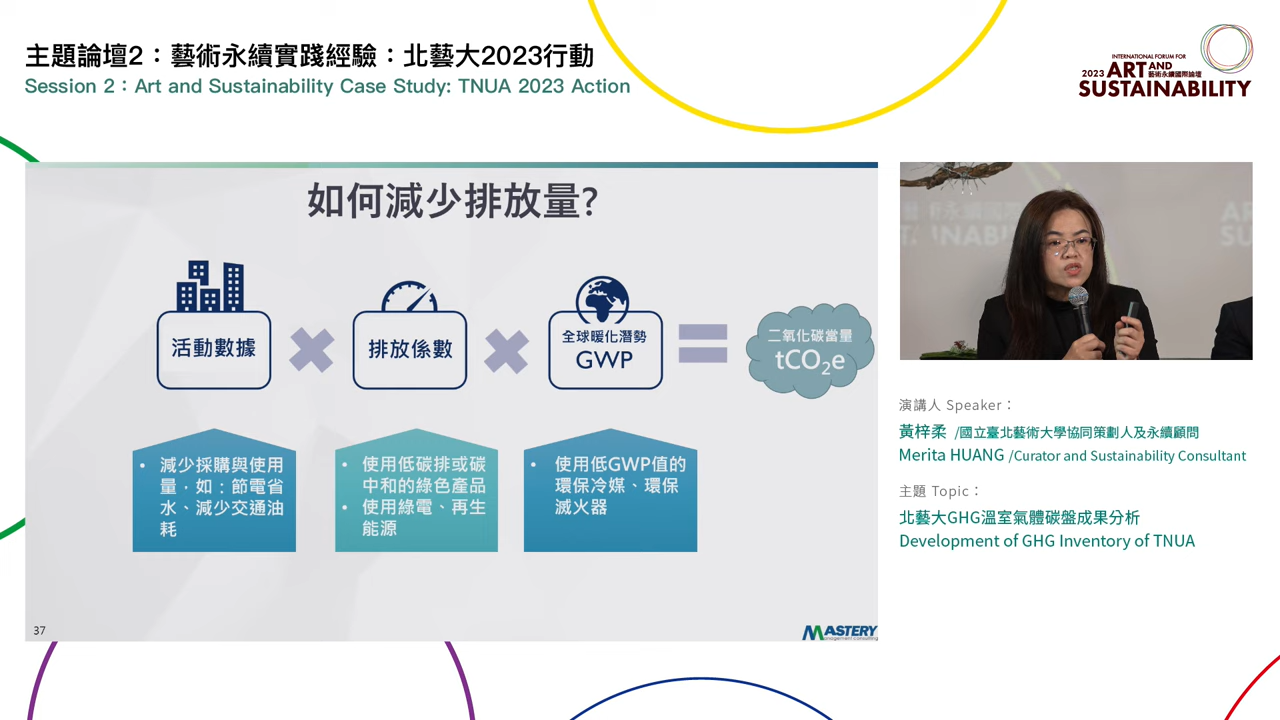 主題論壇2：藝術永續實踐經驗：北藝大2023行動
Session 2：Art and Sustainability Case Study: TNUA 2023 Action
INTERNATIONAL FORUM FOR
2023 ART AND 藝術永續國際論壇
SUSTAINABILITY
如何減少排放量?
活動數據
排放係數
全球暖化潛勢
GWP
二氧化碳當量
tCO₂e
• 減少採購與使用
量，如：節電省
水、減少交通油
耗
• 使用低碳排或碳
中和的綠色產品
• 使用綠電、再生
能源
• 使用低GWP值的
環保冷媒、環保
滅火器
37
MASTERY
management consulting
演講人 Speaker：
黃梓柔 /國立臺北藝術大學協同策劃人及永續顧問
Merita HUANG /Curator and Sustainability Consultant
主題 Topic：
北藝大GHG溫室氣體碳盤成果分析
Development of GHG Inventory of TNUA